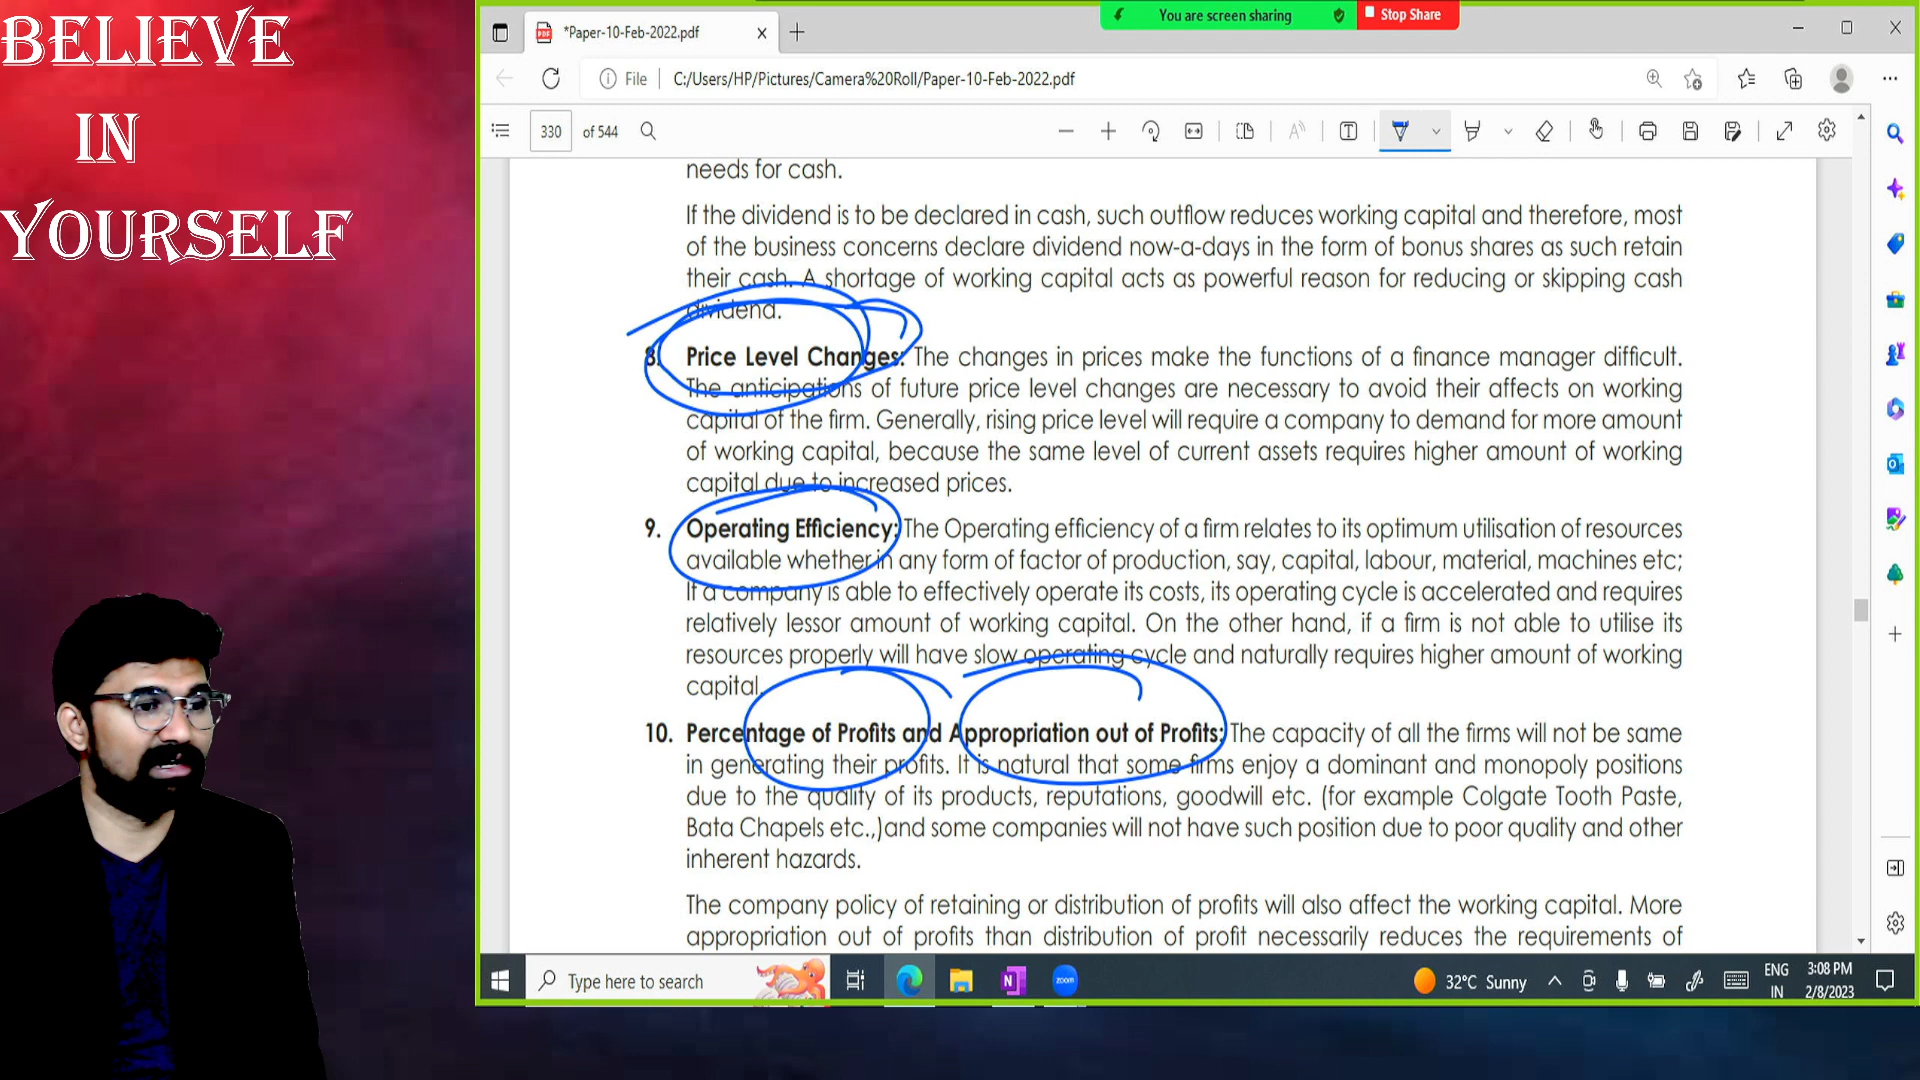 BELIEVE
IN
YOURSELF
You are screen sharing
Stop Share
*Paper-10-Feb-2022.pdf
File
C:/Users/HP/Pictures/Camera%20Roll/Paper-10-Feb-2022.pdf
330 of 544
needs for cash.
If the dividend is to be declared in cash, such outflow reduces working capital and therefore, most
of the business concerns declare dividend now-a-days in the form of bonus shares as such retain
their cash. A shortage of working capital acts as powerful reason for reducing or skipping cash
dividend.
8. Price Level Changes: The changes in prices make the functions of a finance manager difficult.
The anticipations of future price level changes are necessary to avoid their affects on working
capital of the firm. Generally, rising price level will require a company to demand for more amount
of working capital, because the same level of current assets requires higher amount of working
capital due to increased prices.
9. Operating Efficiency: The Operating efficiency of a firm relates to its optimum utilisation of resources
available whether in any form of factor of production, say, capital, labour, material, machines etc;
If a company is able to effectively operate its costs, its operating cycle is accelerated and requires
relatively lessor amount of working capital. On the other hand, if a firm is not able to utilise its
resources properly will have slow operating cycle and naturally requires higher amount of working
capital.
10. Percentage of Profits and Appropriation out of Profits: The capacity of all the firms will not be same
in generating their profits. It is natural that some firms enjoy a dominant and monopoly positions
due to the quality of its products, reputations, goodwill etc. (for example Colgate Tooth Paste,
Bata Chapels etc.,)and some companies will not have such position due to poor quality and other
inherent hazards.
The company policy of retaining or distribution of profits will also affect the working capital. More
appropriation out of profits than distribution of profit necessarily reduces the requirements of
Type here to search
zoom
32°C Sunny
ENG
IN
3:08 PM
2/8/2023